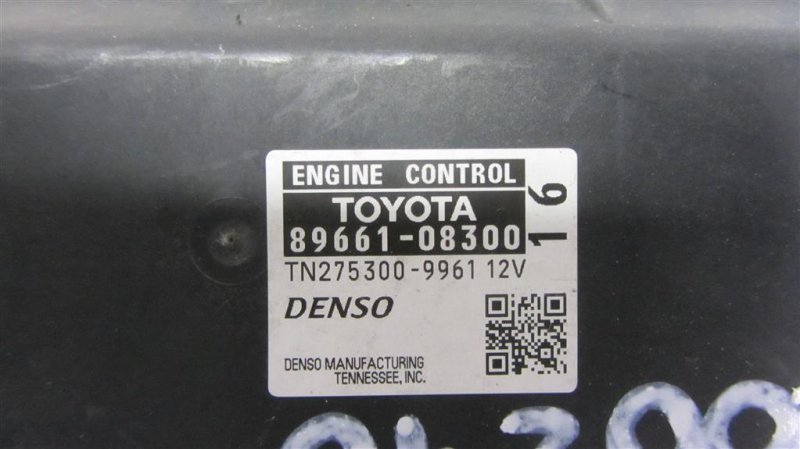 ENGINE CONTROL
TOYOTA
89661-08300
16
TN275300-9961 12V
DENSO
DENSO MANUFACTURING
TENNESSEE, INC.